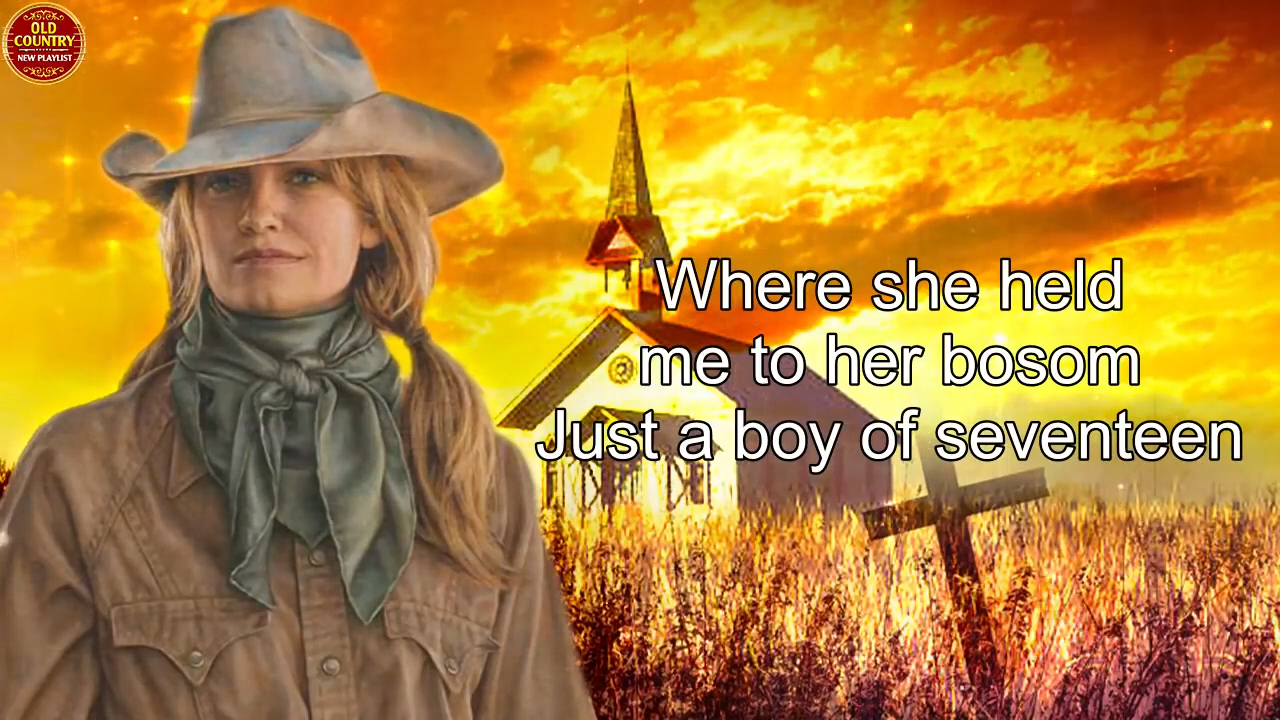 OLD
COUNTRY
NEW PLAYLIST
Where she held
me to her bosom
Just a boy of seventeen